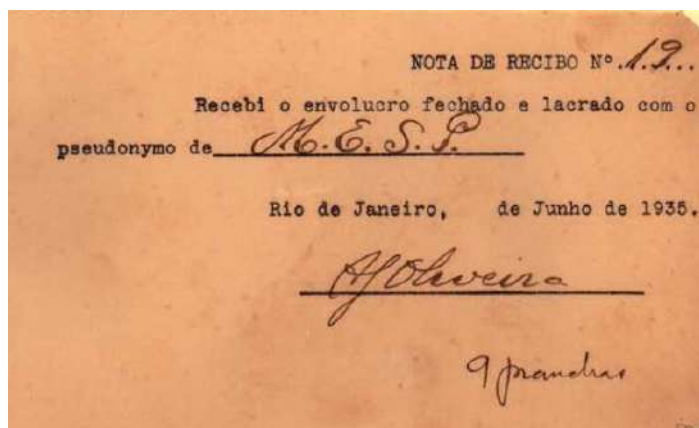 NOTA DE RECIBO Nº .19...
Recebi o envolucro fechado e lacrado com o
pseudonymo de M. E. S. P.
Rio de Janeiro, de Junho de 1935.
AJOliveira
9 pranchas